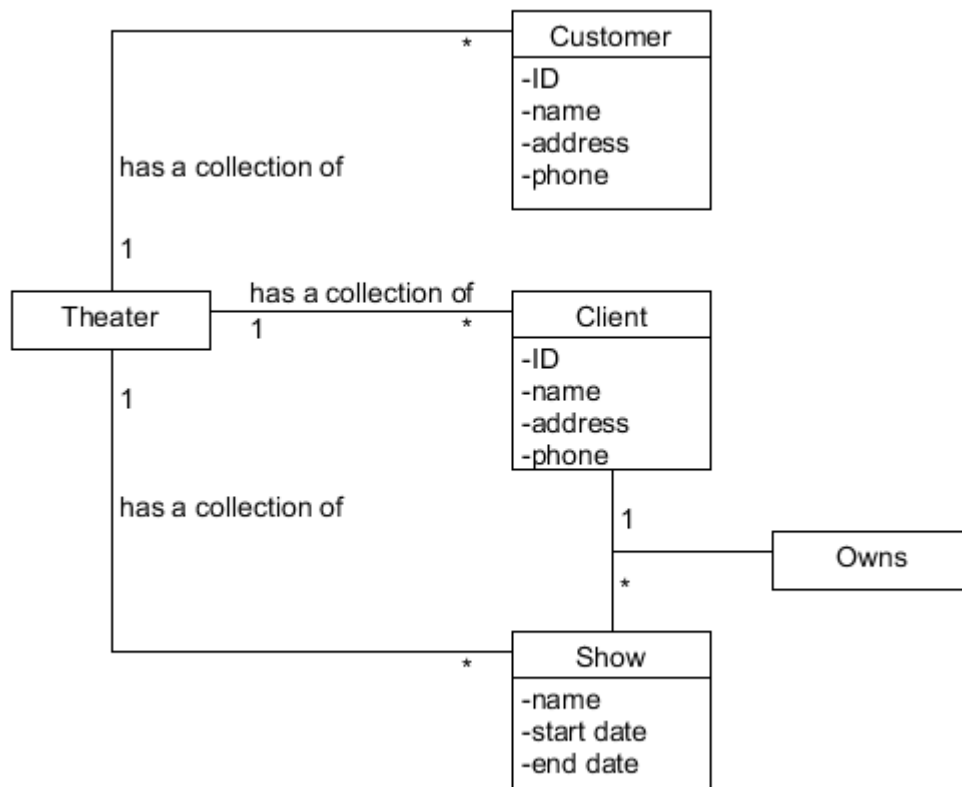 Customer
*
-ID
-name
-address
-phone
has a collection of
1
Theater
has a collection of
1
*
Client
-ID
-name
-address
-phone
1
has a collection of
1
Owns
*
*
Show
-name
-start date
-end date